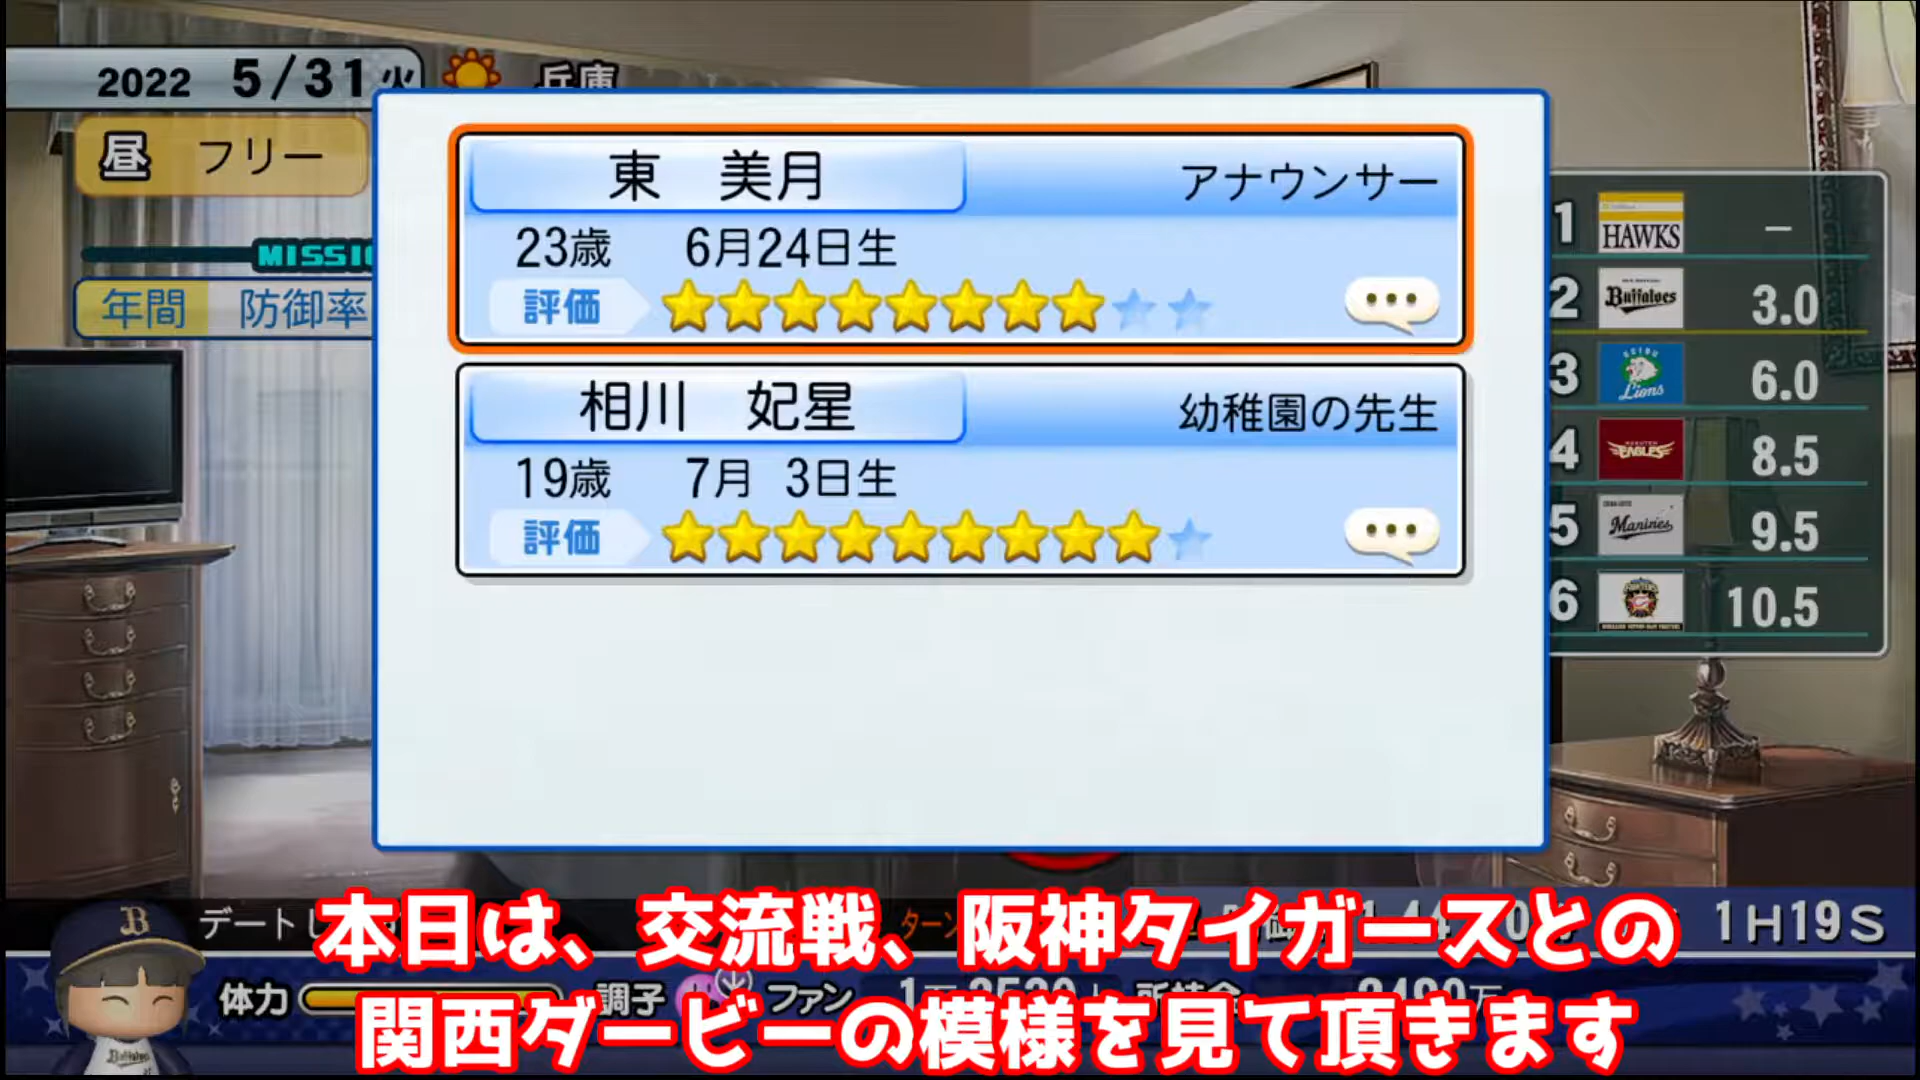 2022 5/31 火 兵庫
昼 フリー
年間 防御率
東 美月 アナウンサー
23歳 6月24日生
評価
相川 妃星 幼稚園の先生
19歳 7月 3日生
評価
1 HAWKS －
2 Buffaloes 3.0
3 Lions 6.0
4 EAGLES 8.5
5 Marines 9.5
6 10.5
1H19S
体力 調子 ファン
Buffaloes
本日は、交流戦、阪神タイガースとの
関西ダービーの模様を見て頂きます